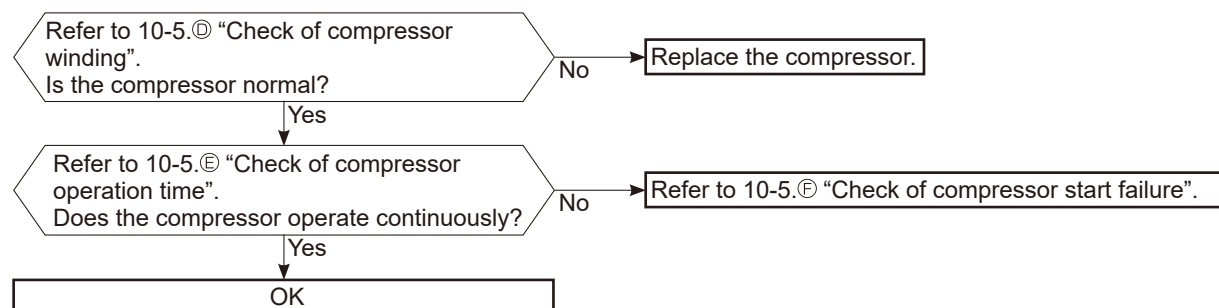 Refer to 10-5.Ⓓ “Check of compressor
winding”.
Is the compressor normal?
No
Replace the compressor.
Yes
Refer to 10-5.Ⓔ “Check of compressor
operation time”.
Does the compressor operate continuously?
No
Refer to 10-5.Ⓕ “Check of compressor start failure”.
Yes
OK